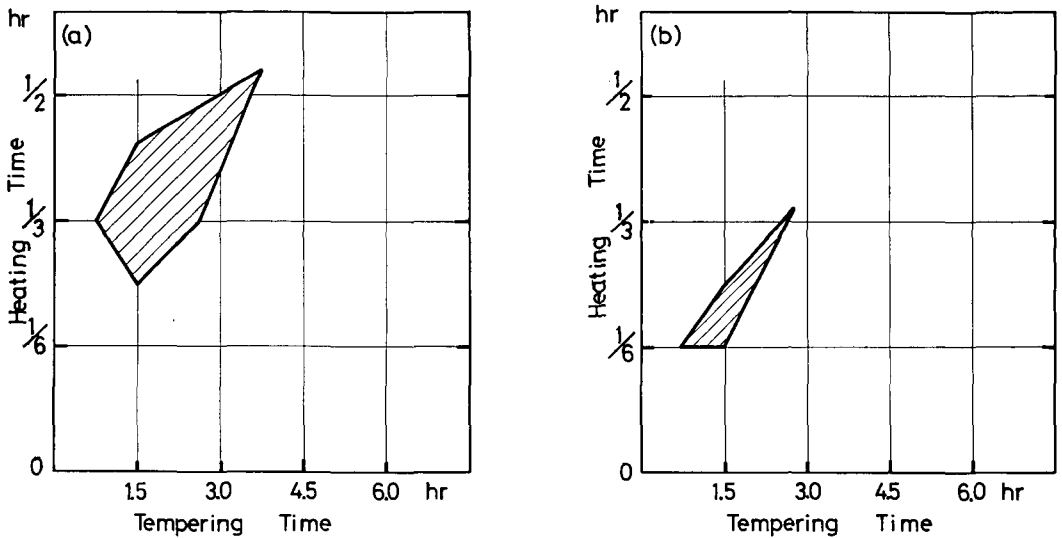 hr
(a)
1/2
1/3
1/6
0
Heating Time
1.5 3.0 4.5 6.0 hr
Tempering Time
hr
(b)
1/2
1/3
1/6
0
Heating Time
1.5 3.0 4.5 6.0 hr
Tempering Time